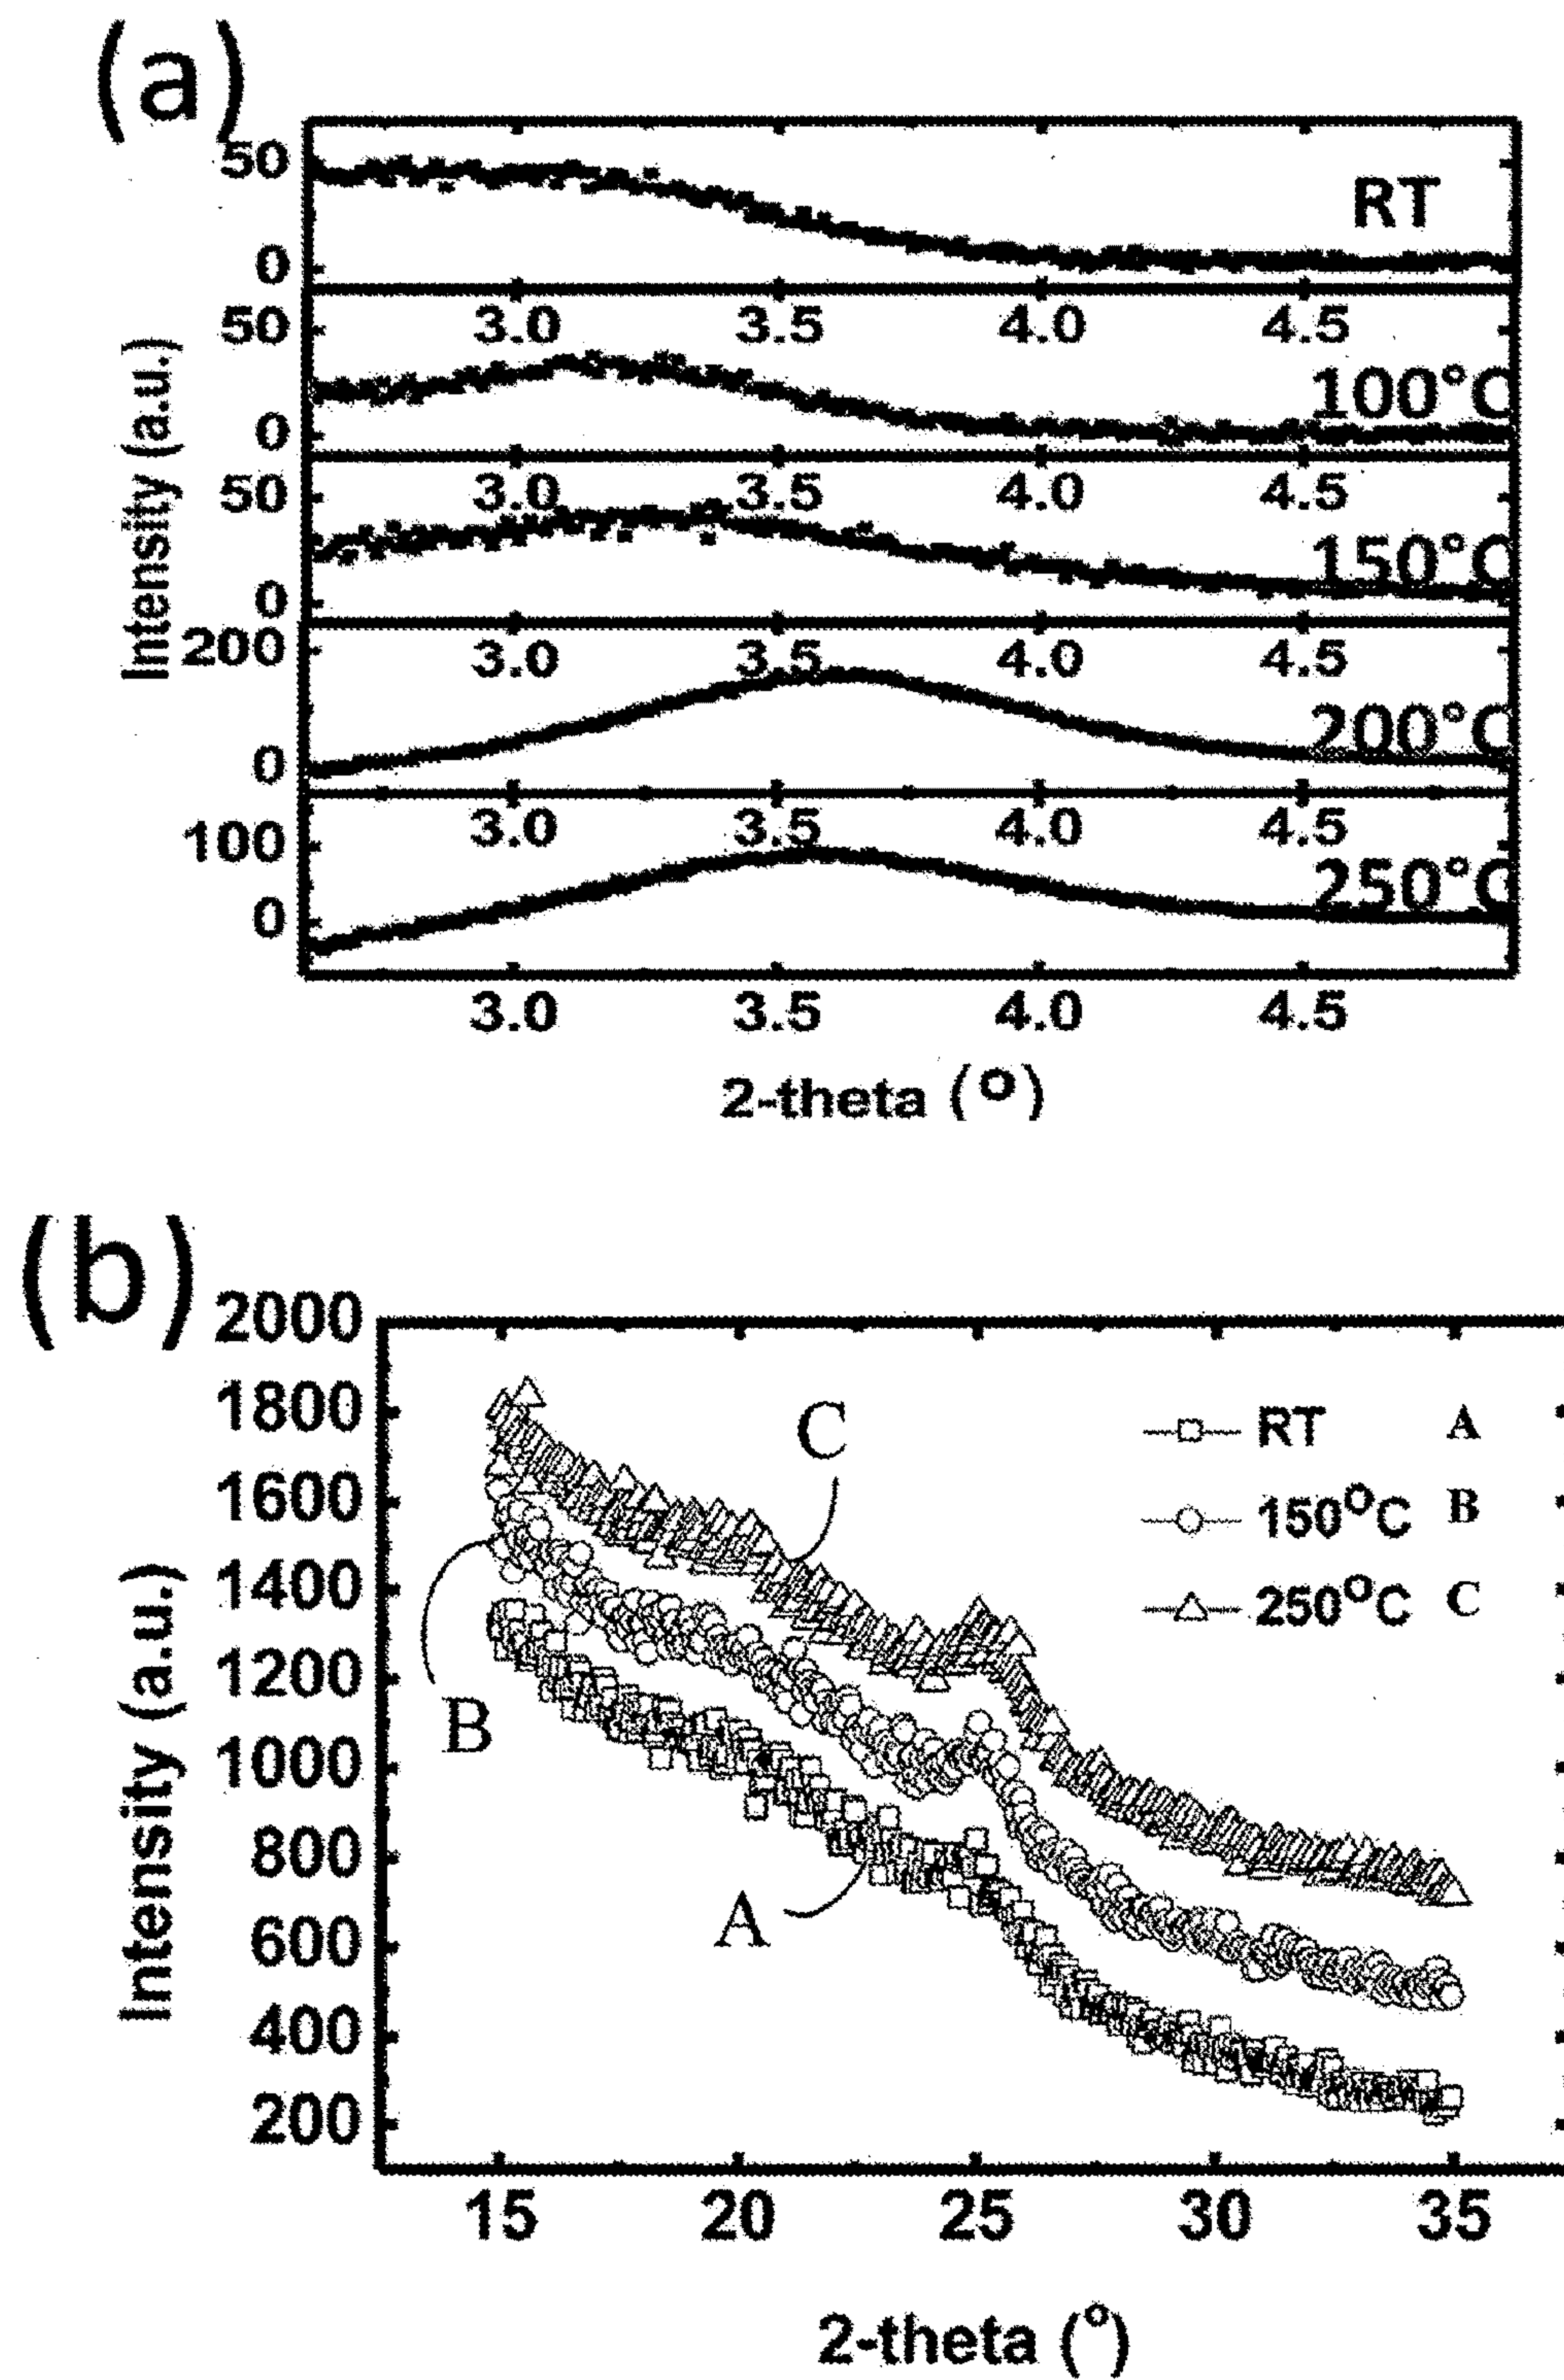 (a)
50
RT
0
3.0 3.5 4.0 4.5
50
100°C
0
3.0 3.5 4.0 4.5
50
150°C
0
3.0 3.5 4.0 4.5
200
200°C
0
3.0 3.5 4.0 4.5
100
250°C
0
3.0 3.5 4.0 4.5
Intensity (a.u.)
2-theta (°)
(b)
2000
1800
1600
1400
1200
1000
800
600
400
200
C
B
A
RT A
150°C B
250°C C
15 20 25 30 35
Intensity (a.u.)
2-theta (°)